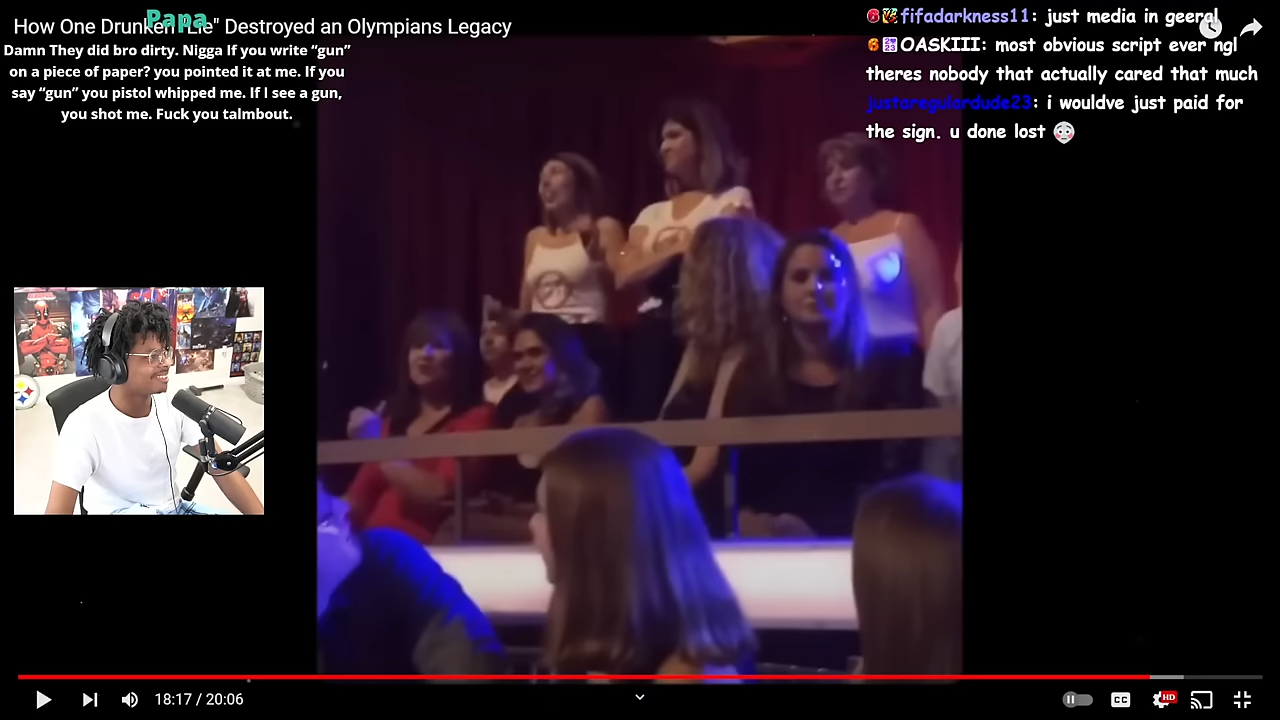 How One Drunken "Lie" Destroyed an Olympians Legacy
Papa
Damn They did bro dirty. Nigga If you write “gun”
on a piece of paper? you pointed it at me. If you
say “gun” you pistol whipped me. If I see a gun,
you shot me. Fuck you talmbout.
fifadarkness11: just media in geeral
OASKIII: most obvious script ever ngl
theres nobody that actually cared that much
justaregulardude23: i wouldve just paid for
the sign. u done lost
18:17 / 20:06
CC
HD